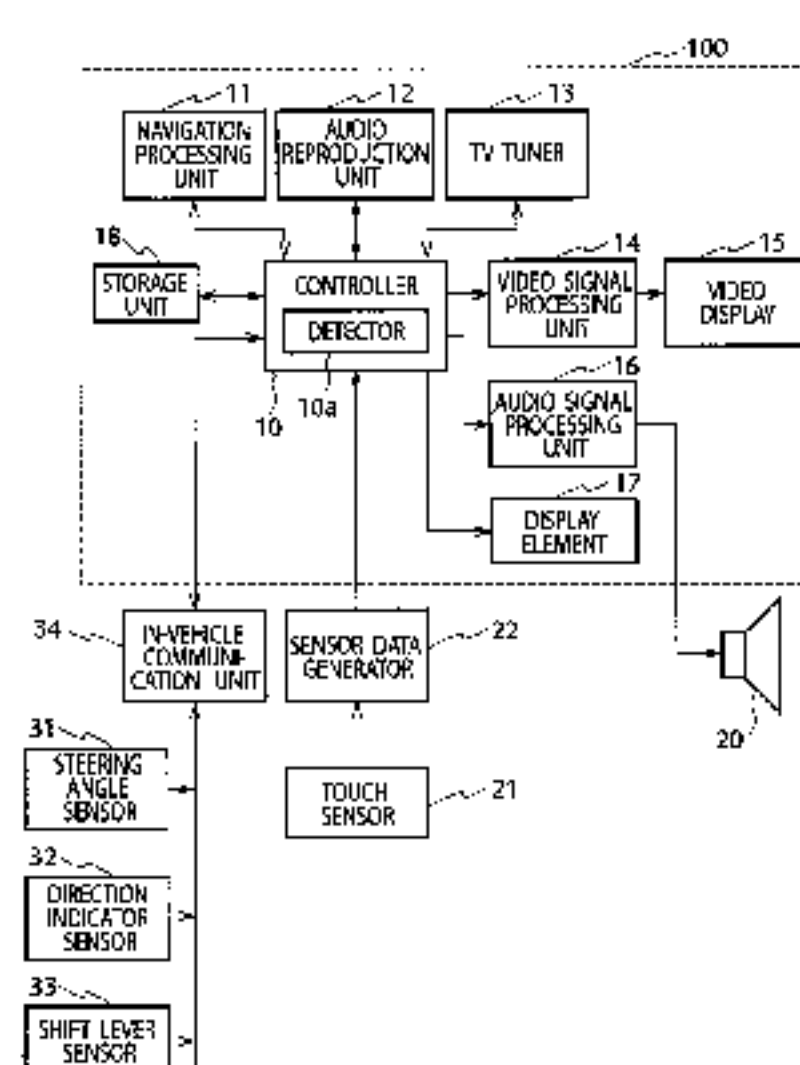 100
11
12
13
NAVIGATION
PROCESSING
UNIT
AUDIO
REPRODUCTION
UNIT
TV TUNER
18
14
15
STORAGE
UNIT
CONTROLLER
DETECTOR
VIDEO SIGNAL
PROCESSING
UNIT
VIDEO
DISPLAY
10
10a
16
AUDIO SIGNAL
PROCESSING
UNIT
17
DISPLAY
ELEMENT
34
IN-VEHICLE
COMMUNI-
CATION UNIT
SENSOR DATA
GENERATOR
22
20
31
STEERING
ANGLE
SENSOR
TOUCH
SENSOR
21
32
DIRECTION
INDICATOR
SENSOR
33
SHIFT LEVER
SENSOR